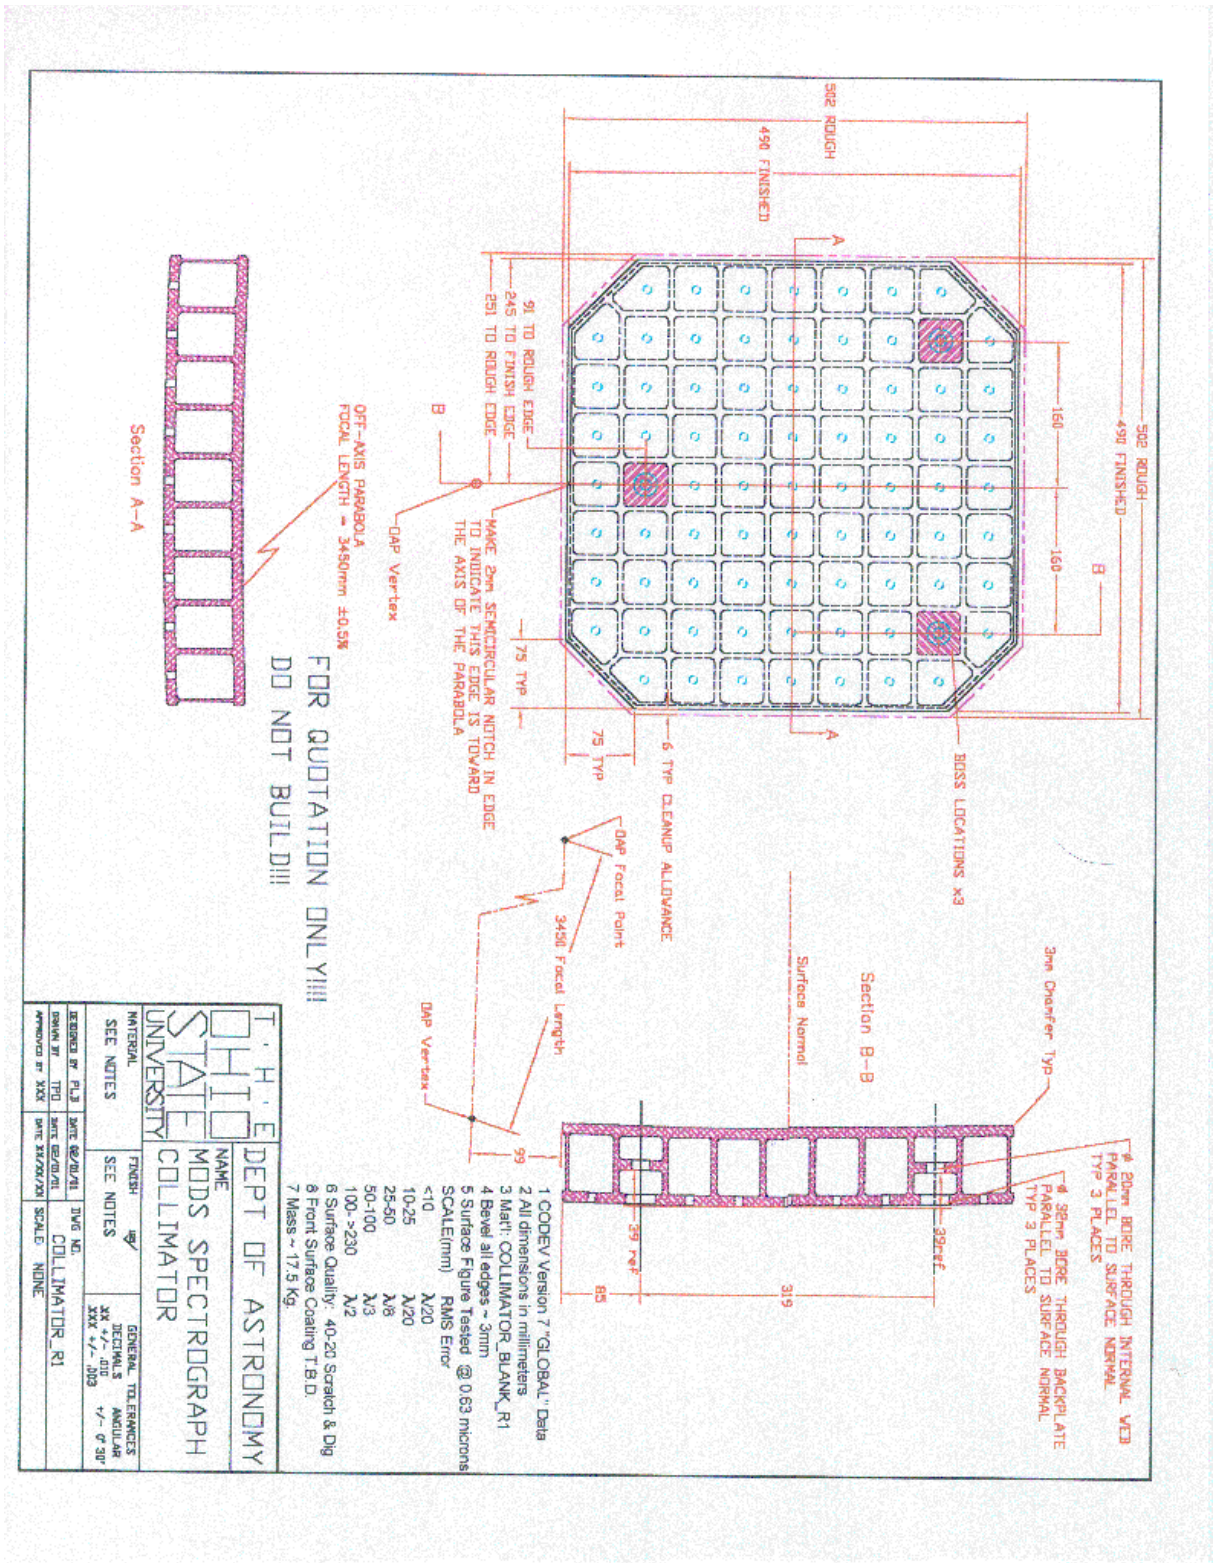 502 ROUGH
490 FINISHED
A
A
91 TO ROUGH EDGE
245 TO FINISH EDGE
251 TO ROUGH EDGE
B
502 ROUGH
490 FINISHED
160
160
B
BOSS LOCATIONS x3
OAP Vertex
MAKE 2mm SEMICIRCULAR NOTCH IN EDGE
TO INDICATE THIS EDGE IS TOWARD
THE AXIS OF THE PARABOLA
75 TYP
75 TYP
6 TYP CLEANUP ALLOWANCE
OFF-AXIS PARABOLA
FOCAL LENGTH = 3450mm ±0.5%
Section A-A
FOR QUOTATION ONLY!!!!
DO NOT BUILD!!!
OAP Focal Point
3450 Focal Length
OAP Vertex
Surface Normal
Section B-B
3mm Chamfer Typ
ø 20mm BORE THROUGH INTERNAL WEB
PARALLEL TO SURFACE NORMAL
TYP 3 PLACES
ø 32mm BORE THROUGH BACKPLATE
PARALLEL TO SURFACE NORMAL
TYP 3 PLACES
99
39 ref
39ref
85
319
1 CODEV Version 7 "GLOBAL" Data
2 All dimensions in millimeters
3 Mat'l: COLLIMATOR_BLANK_R1
4 Bevel all edges ~ 3mm
5 Surface Figure Tested @ 0.63 microns
SCALE(mm) RMS Error
<10 λ/20
10-25 λ/20
25-50 λ/8
50-100 λ/3
100->230 λ/2
6 Surface Quality: 40-20 Scratch & Dig
8 Front Surface Coating T.B.D.
7 Mass ~ 17.5 Kg.
T·H·E
OHIO
STATE
UNIVERSITY
DEPT OF ASTRONOMY
NAME
MODS SPECTROGRAPH
COLLIMATOR
MATERIAL
SEE NOTES
FINISH
SEE NOTES
GENERAL TOLERANCES
DECIMALS ANGULAR
XX +/- .010 +/- 0° 30'
XXX +/- .003
DESIGNED BY PLB
DRAWN BY TPO
APPROVED BY XXX
DATE XX/XX/XX
DWG NO.
COLLIMATOR_R1
SCALE: NONE